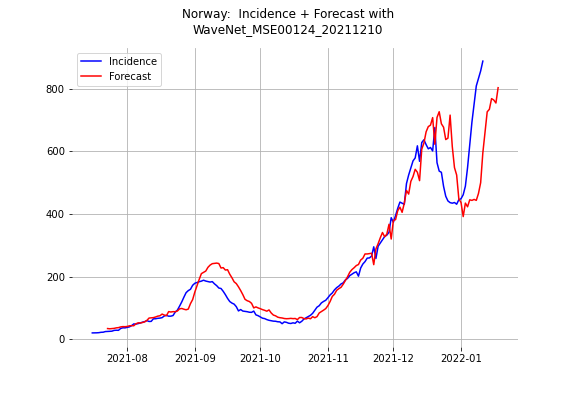 Norway:  Incidence + Forecast with
WaveNet_MSE00124_20211210
Incidence
Forecast
800
600
400
200
0
2021-08 2021-09 2021-10 2021-11 2021-12 2022-01